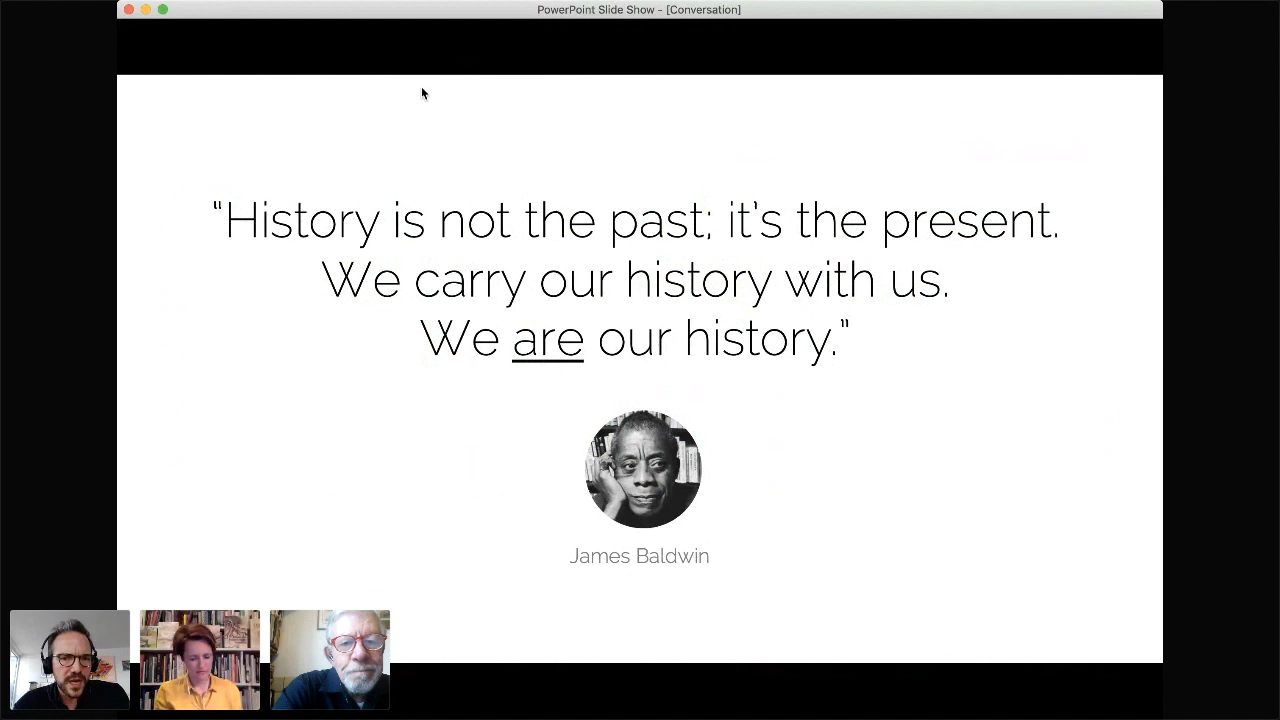 PowerPoint Slide Show - [Conversation]
“History is not the past; it’s the present.
We carry our history with us.
We are our history.”
James Baldwin